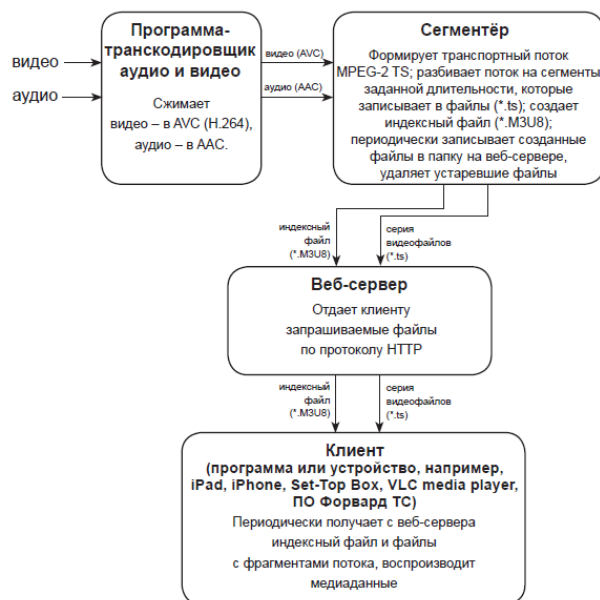 Программа-
транскодировщик
аудио и видео
Сжимает
видео – в AVC (H.264),
аудио – в AAC.
видео
аудио
видео (AVC)
аудио (AAC)
Сегментёр
Формирует транспортный поток
MPEG-2 TS; разбивает поток на сегменты
заданной длительности, которые
записывает в файлы (*.ts); создает
индексный файл (*.M3U8);
периодически записывает созданные
файлы в папку на веб-сервере,
удаляет устаревшие файлы
индексный
файл
(*.M3U8)
серия
видеофайлов
(*.ts)
Веб-сервер
Отдает клиенту
запрашиваемые файлы
по протоколу HTTP
индексный
файл
(*.M3U8)
серия
видеофайлов
(*.ts)
Клиент
(программа или устройство, например,
iPad, iPhone, Set-Top Box, VLC media player,
ПО Форвард ТС)
Периодически получает с веб-сервера
индексный файл и файлы
с фрагментами потока, воспроизводит
медиаданные